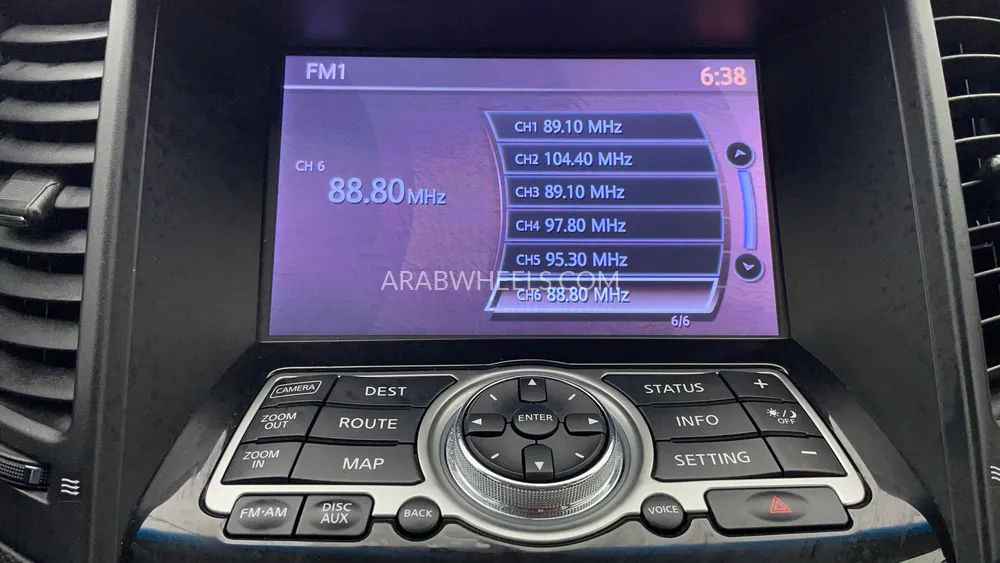 FM1
6:38
CH 6
88.80 MHz
CH1 89.10 MHz
CH2 104.40 MHz
CH3 89.10 MHz
CH4 97.80 MHz
CH5 95.30 MHz
CH6 88.80 MHz
6/6
ARABWHEELS.COM
CAMERA
DEST
ZOOM OUT
ROUTE
ZOOM IN
MAP
FM·AM
DISC AUX
BACK
ENTER
STATUS
+
INFO
/ OFF
SETTING
−
VOICE